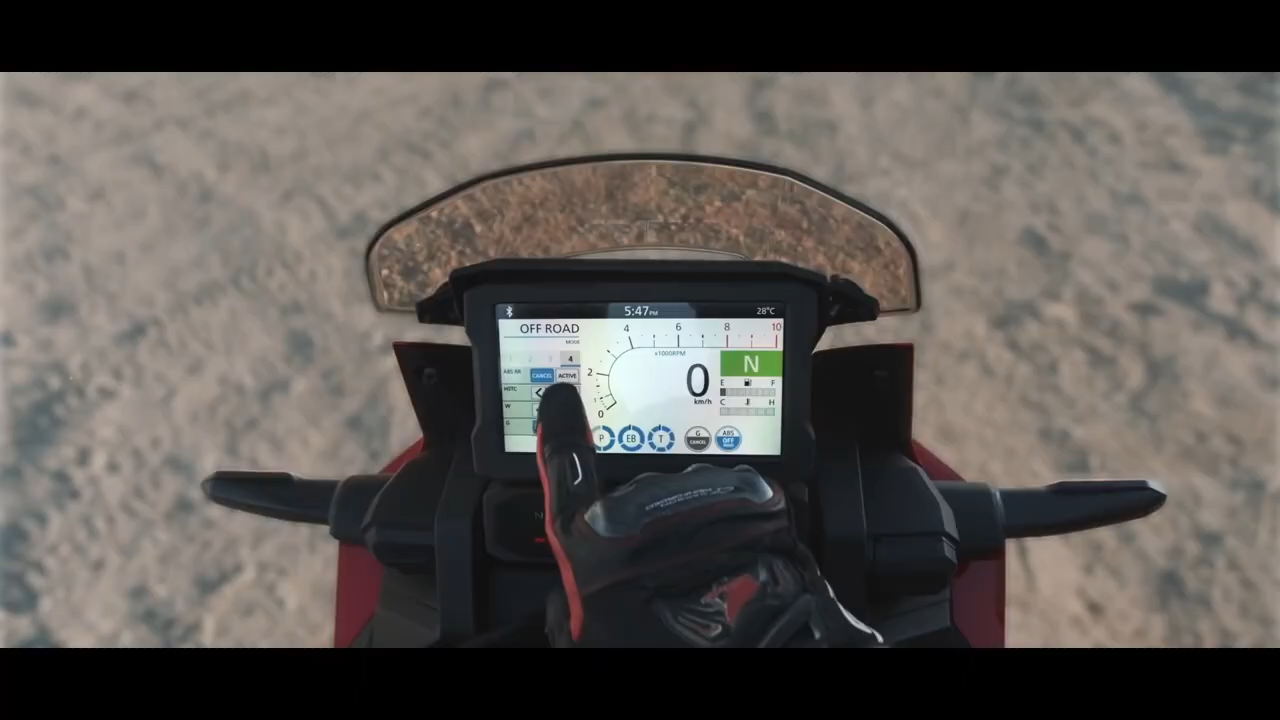 5:47PM
28°C
OFF ROAD
MODE
4
ABS RR
CANCEL
ACTIVE
HSTC
W
G
0
2
4
6
8
10
x1000RPM
0
km/h
N
E
F
C
H
P
EB
T
G
CANCEL
ABS
OFF